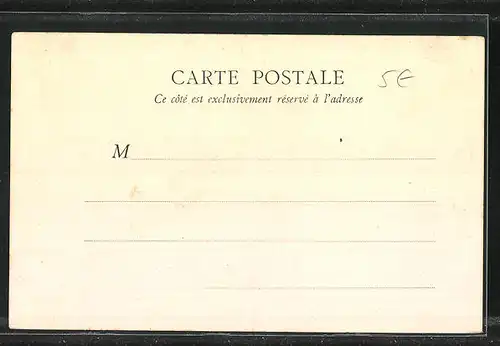 CARTE POSTALE 5€
Ce côté est exclusivement réservé à l'adresse
M